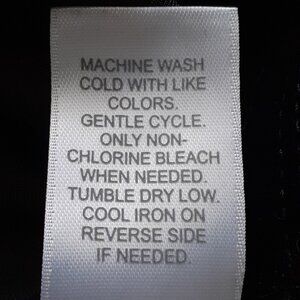 MACHINE WASH
COLD WITH LIKE
COLORS.
GENTLE CYCLE.
ONLY NON-
CHLORINE BLEACH
WHEN NEEDED.
TUMBLE DRY LOW.
COOL IRON ON
REVERSE SIDE
IF NEEDED.